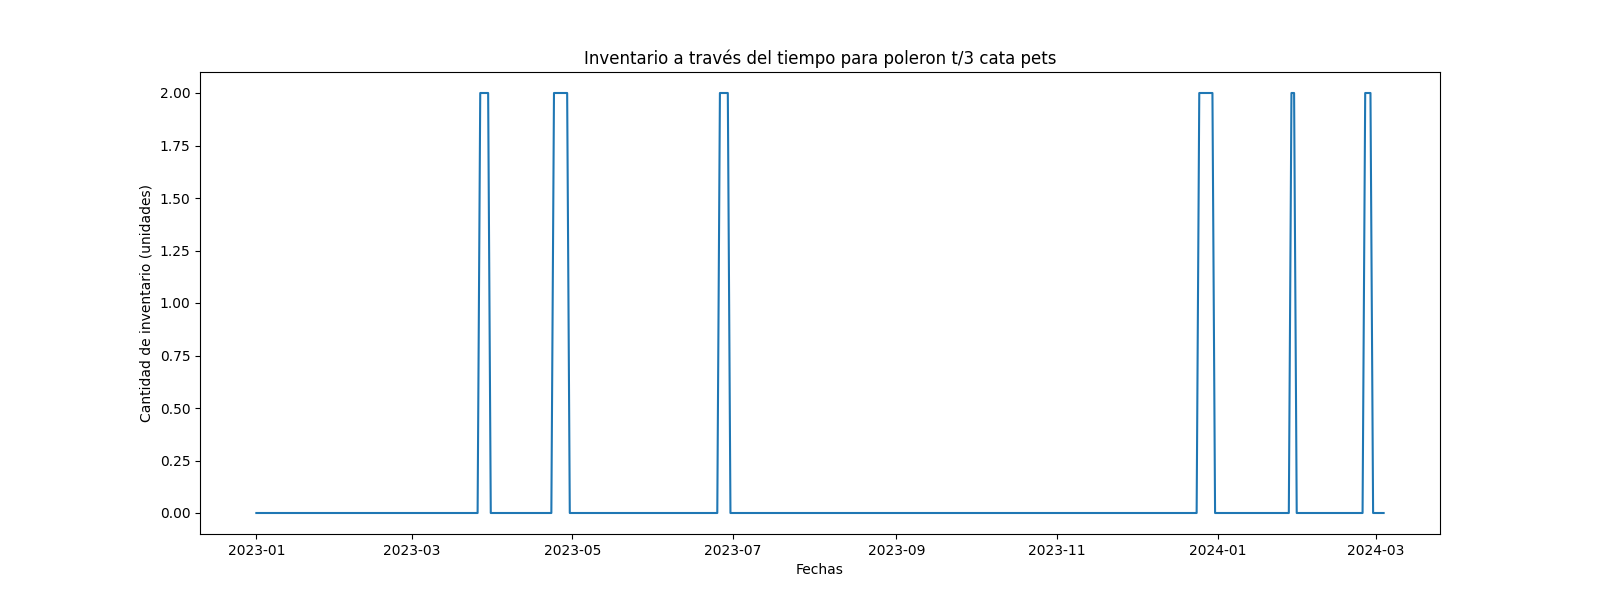 Inventario a través del tiempo para poleron t/3 cata pets
Cantidad de inventario (unidades)
2.00
1.75
1.50
1.25
1.00
0.75
0.50
0.25
0.00
2023-01 2023-03 2023-05 2023-07 2023-09 2023-11 2024-01 2024-03
Fechas